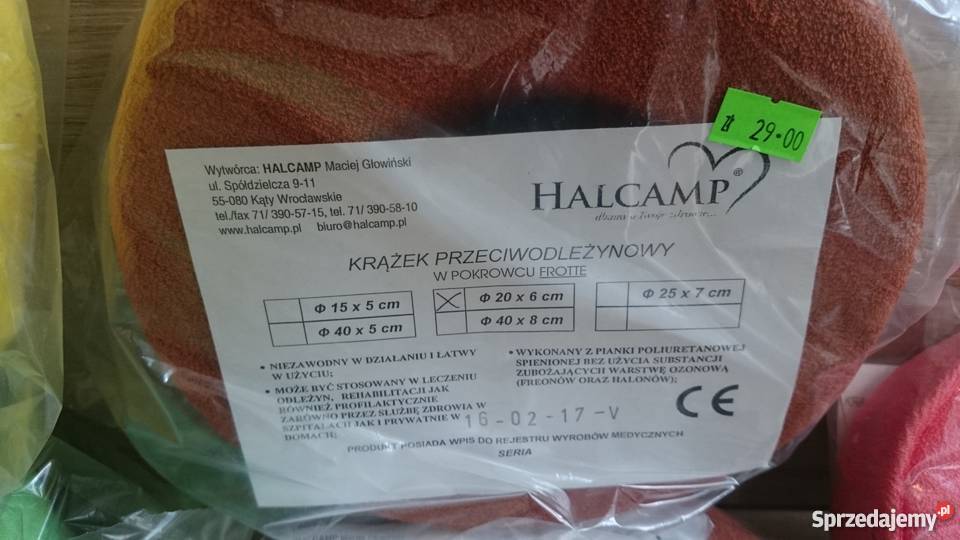 zł 29.00
Wytwórca: HALCAMP Maciej Głowiński
ul. Spółdzielcza 9-11
55-080 Kąty Wrocławskie
tel./fax 71/ 390-57-15, tel. 71/ 390-58-10
www.halcamp.pl biuro@halcamp.pl
HALCAMP®
dbamy o Twoje zdrowie...
KRĄŻEK PRZECIWODLEŻYNOWY
W POKROWCU FROTTE
Φ 15 x 5 cm
Φ 40 x 5 cm
Φ 20 x 6 cm
Φ 40 x 8 cm
Φ 25 x 7 cm
• NIEZAWODNY W DZIAŁANIU I ŁATWY
W UŻYCIU;
• MOŻE BYĆ STOSOWANY W LECZENIU
ODLEŻYN, REHABILITACJI JAK
RÓWNIEŻ PROFILAKTYCZNIE
ZARÓWNO PRZEZ SŁUŻBĘ ZDROWIA W
SZPITALACH JAK I PRYWATNIE W
DOMACH;
• WYKONANY Z PIANKI POLIURETANOWEJ
SPIENIONEJ BEZ UŻYCIA SUBSTANCJI
ZUBOŻAJĄCYCH WARSTWĘ OZONOWĄ
(FREONÓW ORAZ HALONÓW);
CE
16-02-17-V
PRODUKT POSIADA WPIS DO REJESTRU WYROBÓW MEDYCZNYCH
SERIA
HALCAMP
Sprzedajemy.pl